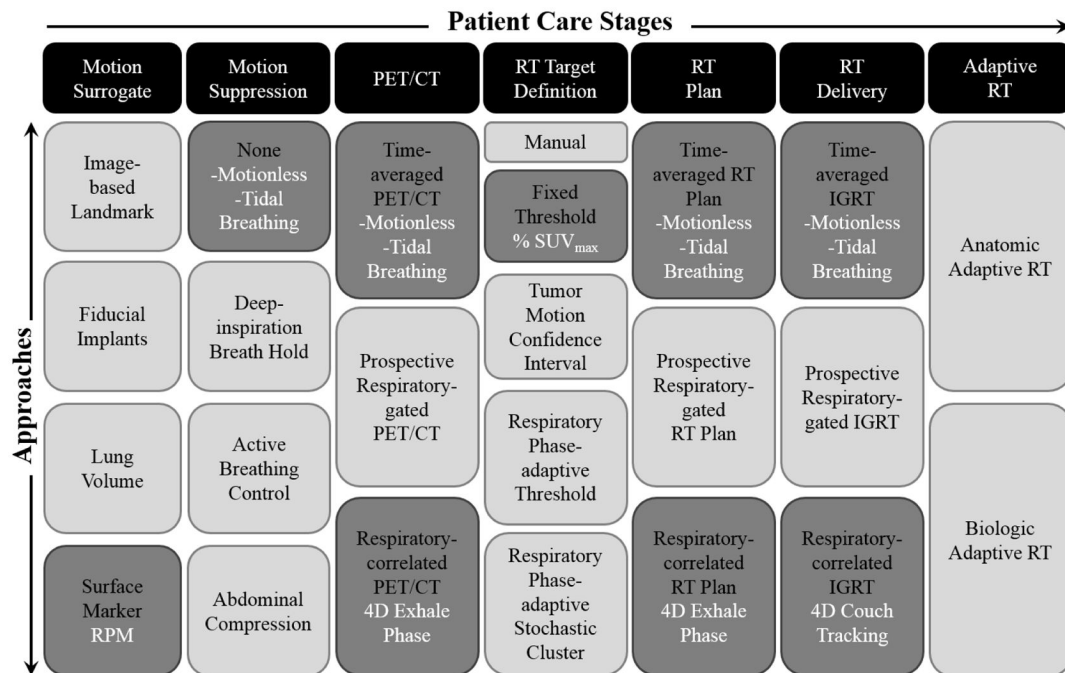 Patient Care Stages
Approaches
Motion
Surrogate
Image-
based
Landmark
Fiducial
Implants
Lung
Volume
Surface
Marker
RPM
Motion
Suppression
None
-Motionless
-Tidal
Breathing
Deep-
inspiration
Breath Hold
Active
Breathing
Control
Abdominal
Compression
PET/CT
Time-
averaged
PET/CT
-Motionless
-Tidal
Breathing
Prospective
Respiratory-
gated
PET/CT
Respiratory-
correlated
PET/CT
4D Exhale
Phase
RT Target
Definition
Manual
Fixed
Threshold
% SUVmax
Tumor
Motion
Confidence
Interval
Respiratory
Phase-
adaptive
Threshold
Respiratory
Phase-
adaptive
Stochastic
Cluster
RT
Plan
Time-
averaged RT
Plan
-Motionless
-Tidal
Breathing
Prospective
Respiratory-
gated
RT Plan
Respiratory-
correlated
RT Plan
4D Exhale
Phase
RT
Delivery
Time-
averaged
IGRT
-Motionless
-Tidal
Breathing
Prospective
Respiratory-
gated IGRT
Respiratory-
correlated
IGRT
4D Couch
Tracking
Adaptive
RT
Anatomic
Adaptive RT
Biologic
Adaptive RT